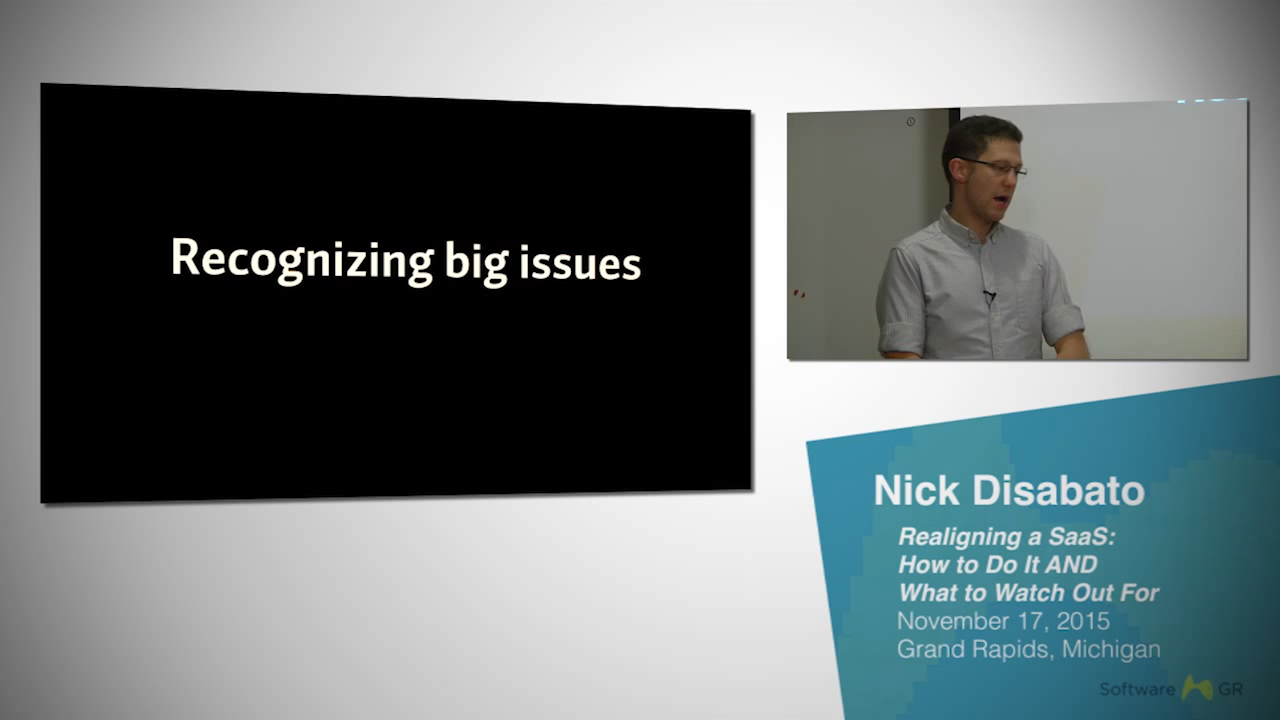 Recognizing big issues
Nick Disabato
Realigning a SaaS:
How to Do It AND
What to Watch Out For
November 17, 2015
Grand Rapids, Michigan
Software GR